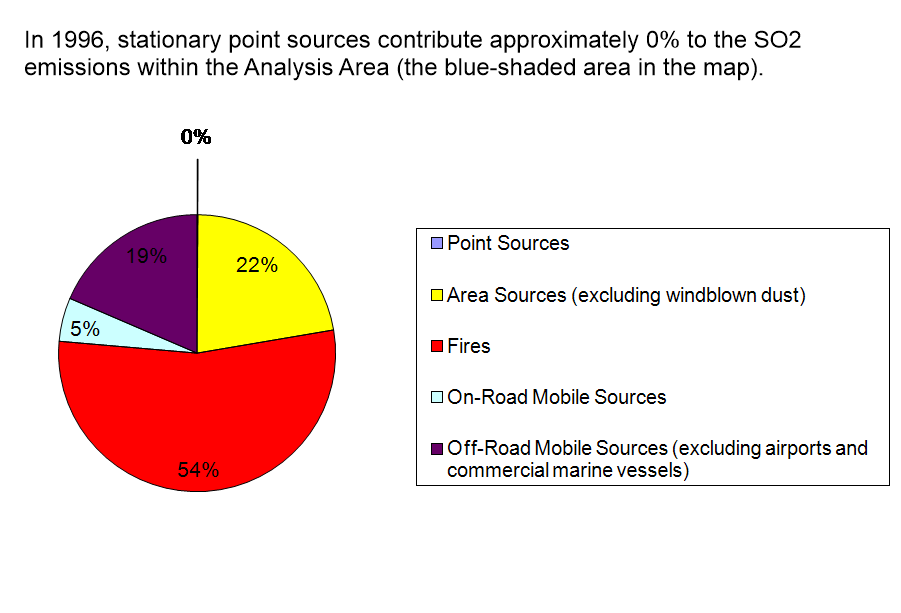 In 1996, stationary point sources contribute approximately 0% to the SO2
emissions within the Analysis Area (the blue-shaded area in the map).
0%
19%
22%
5%
54%
Point Sources
Area Sources (excluding windblown dust)
Fires
On-Road Mobile Sources
Off-Road Mobile Sources (excluding airports and
commercial marine vessels)